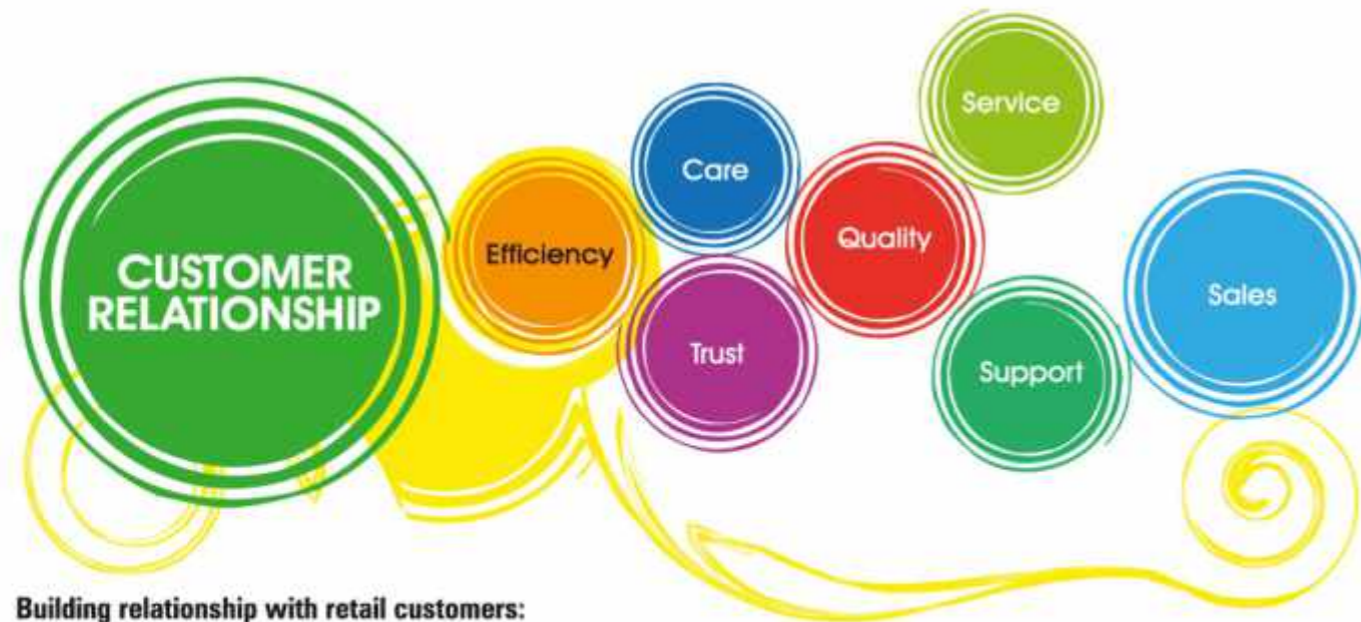 CUSTOMER
RELATIONSHIP
Efficiency
Care
Trust
Quality
Service
Support
Sales
Building relationship with retail customers: